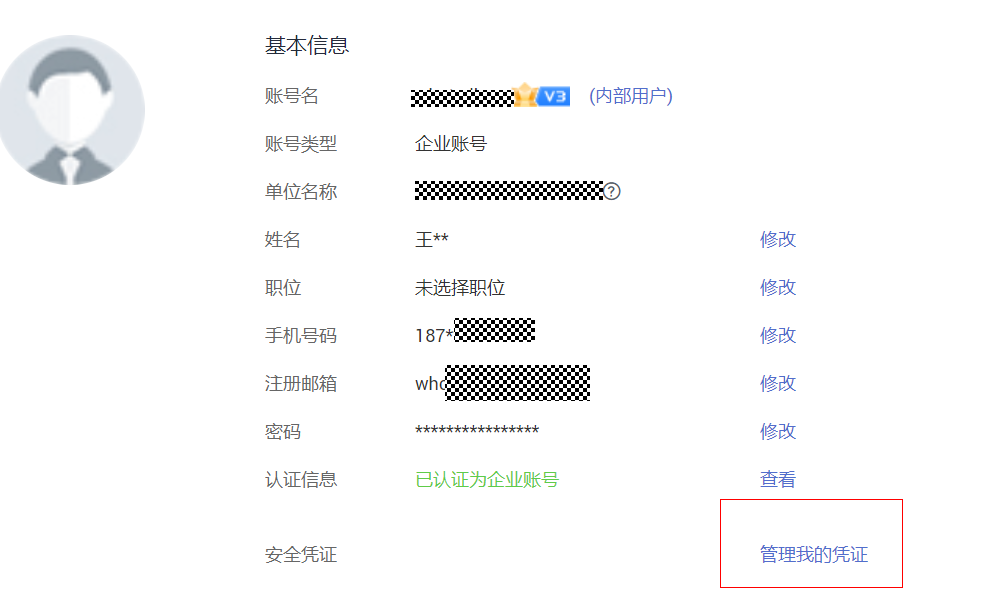 基本信息
账号名 V3 (内部用户)
账号类型 企业账号
单位名称 ?
姓名 王** 修改
职位 未选择职位 修改
手机号码 187* 修改
注册邮箱 who 修改
密码 **************** 修改
认证信息 已认证为企业账号 查看
安全凭证 管理我的凭证